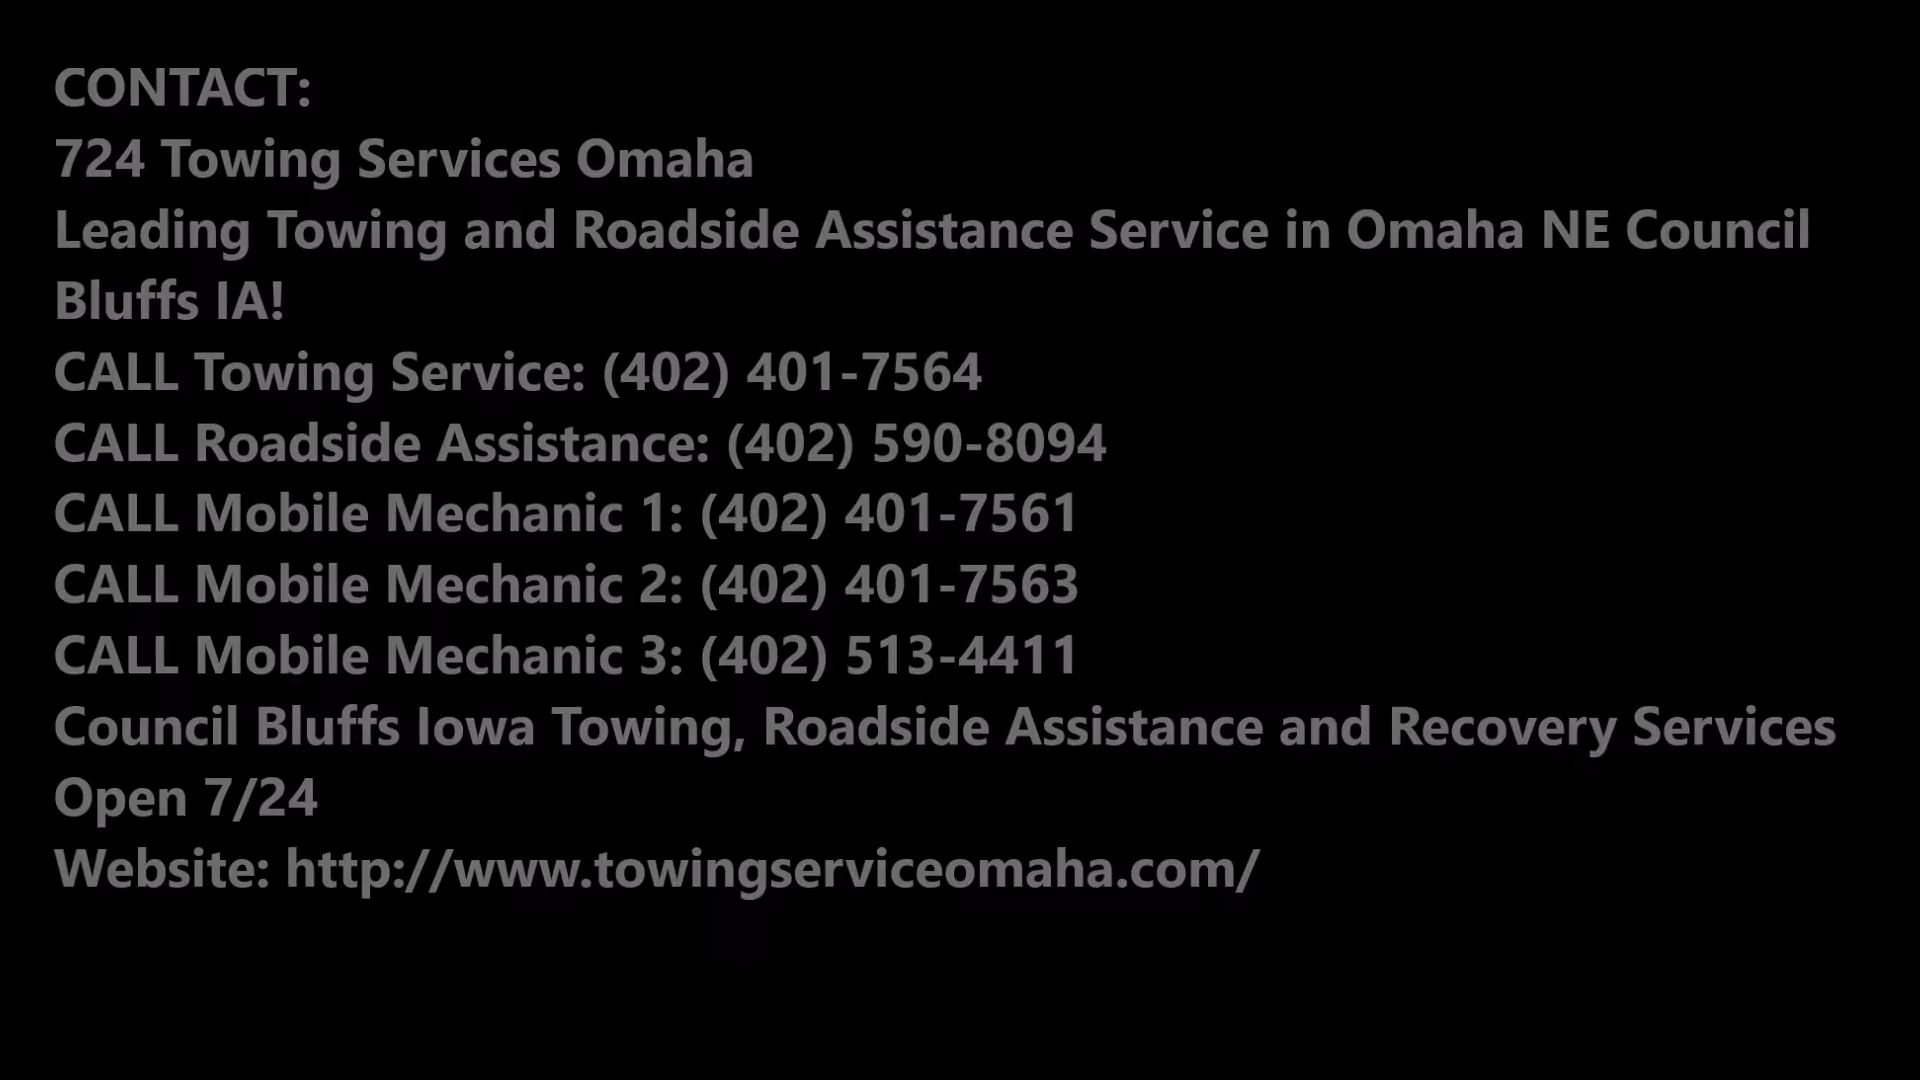 CONTACT:
724 Towing Services Omaha
Leading Towing and Roadside Assistance Service in Omaha NE Council
Bluffs IA!
CALL Towing Service: (402) 401-7564
CALL Roadside Assistance: (402) 590-8094
CALL Mobile Mechanic 1: (402) 401-7561
CALL Mobile Mechanic 2: (402) 401-7563
CALL Mobile Mechanic 3: (402) 513-4411
Council Bluffs Iowa Towing, Roadside Assistance and Recovery Services
Open 7/24
Website: http://www.towingserviceomaha.com/